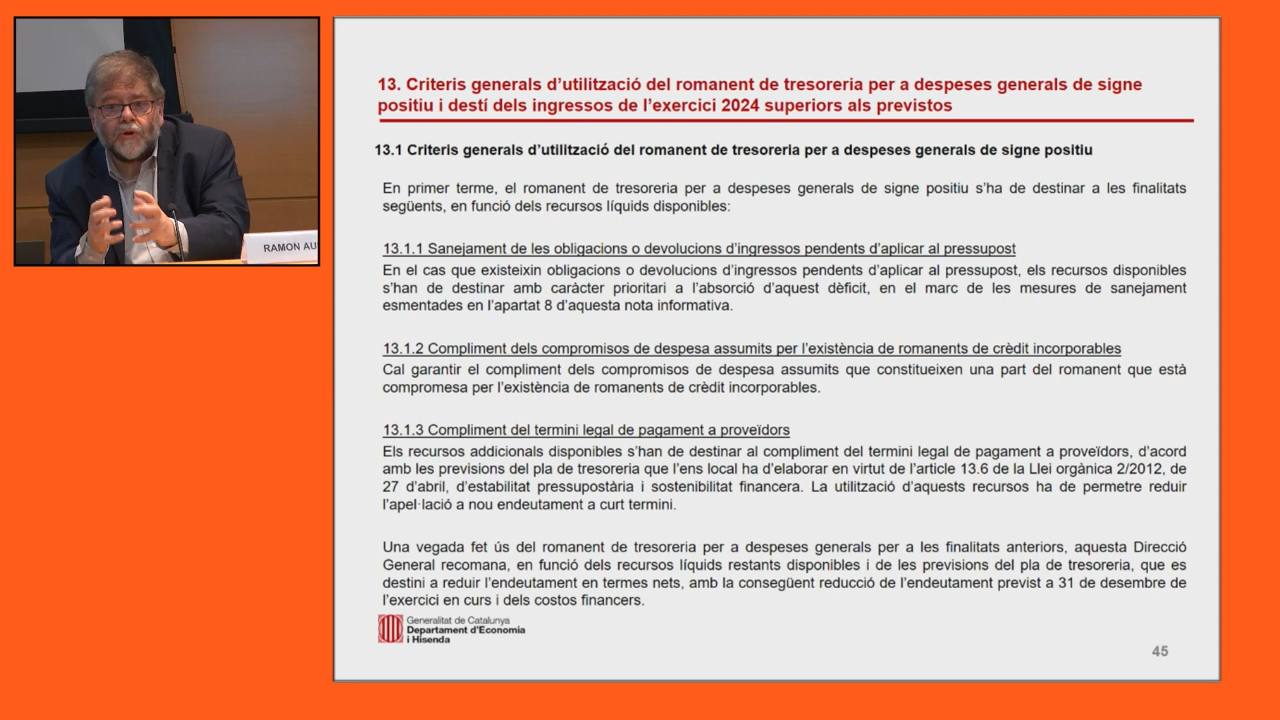 RAMON AU
13. Criteris generals d’utilització del romanent de tresoreria per a despeses generals de signe
positiu i destí dels ingressos de l’exercici 2024 superiors als previstos
13.1 Criteris generals d’utilització del romanent de tresoreria per a despeses generals de signe positiu
En primer terme, el romanent de tresoreria per a despeses generals de signe positiu s’ha de destinar a les finalitats
següents, en funció dels recursos líquids disponibles:
13.1.1 Sanejament de les obligacions o devolucions d’ingressos pendents d’aplicar al pressupost
En el cas que existeixin obligacions o devolucions d’ingressos pendents d’aplicar al pressupost, els recursos disponibles
s’han de destinar amb caràcter prioritari a l’absorció d’aquest dèficit, en el marc de les mesures de sanejament
esmentades en l’apartat 8 d’aquesta nota informativa.
13.1.2 Compliment dels compromisos de despesa assumits per l’existència de romanents de crèdit incorporables
Cal garantir el compliment dels compromisos de despesa assumits que constitueixen una part del romanent que està
compromesa per l’existència de romanents de crèdit incorporables.
13.1.3 Compliment del termini legal de pagament a proveïdors
Els recursos addicionals disponibles s’han de destinar al compliment del termini legal de pagament a proveïdors, d’acord
amb les previsions del pla de tresoreria que l’ens local ha d’elaborar en virtut de l’article 13.6 de la Llei orgànica 2/2012, de
27 d’abril, d’estabilitat pressupostària i sostenibilitat financera. La utilització d’aquests recursos ha de permetre reduir
l’apel·lació a nou endeutament a curt termini.
Una vegada fet ús del romanent de tresoreria per a despeses generals per a les finalitats anteriors, aquesta Direcció
General recomana, en funció dels recursos líquids restants disponibles i de les previsions del pla de tresoreria, que es
destini a reduir l’endeutament en termes nets, amb la consegüent reducció de l’endeutament previst a 31 de desembre de
l’exercici en curs i dels costos financers.
Generalitat de Catalunya
Departament d’Economia
i Hisenda
45